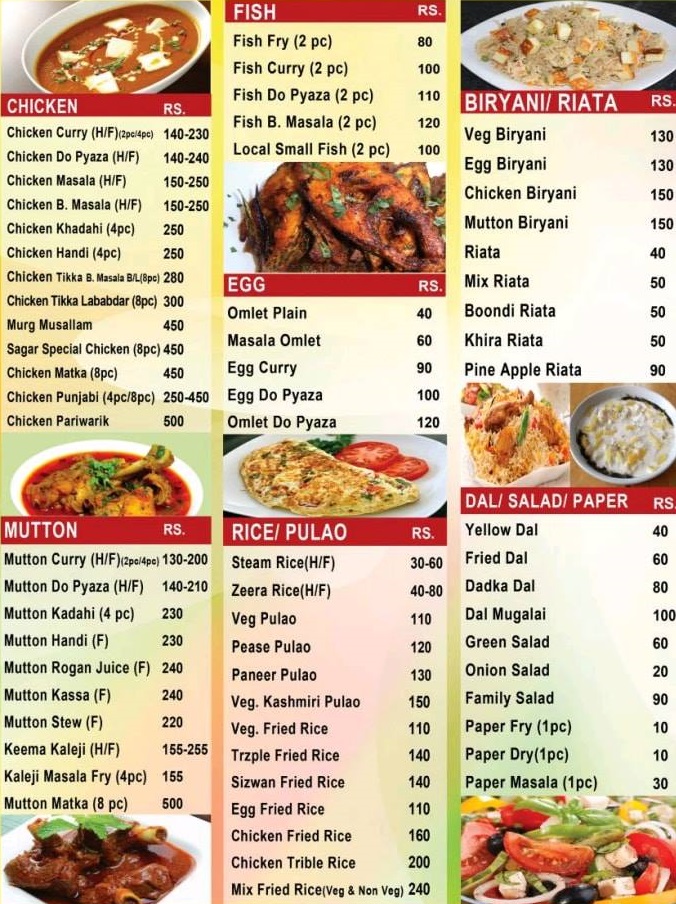 CHICKEN RS.
Chicken Curry (H/F)(2pc/4pc) 140-230
Chicken Do Pyaza (H/F) 140-240
Chicken Masala (H/F) 150-250
Chicken B. Masala (H/F) 150-250
Chicken Khadahi (4pc) 250
Chicken Handi (4pc) 250
Chicken Tikka B. Masala B/L(8pc) 280
Chicken Tikka Lababdar (8pc) 300
Murg Musallam 450
Sagar Special Chicken (8pc) 450
Chicken Matka (8pc) 450
Chicken Punjabi (4pc/8pc) 250-450
Chicken Pariwarik 500
MUTTON RS.
Mutton Curry (H/F)(2pc/4pc) 130-200
Mutton Do Pyaza (H/F) 140-210
Mutton Kadahi (4 pc) 230
Mutton Handi (F) 230
Mutton Rogan Juice (F) 240
Mutton Kassa (F) 240
Mutton Stew (F) 220
Keema Kaleji (H/F) 155-255
Kaleji Masala Fry (4pc) 155
Mutton Matka (8 pc) 500
FISH RS.
Fish Fry (2 pc) 80
Fish Curry (2 pc) 100
Fish Do Pyaza (2 pc) 110
Fish B. Masala (2 pc) 120
Local Small Fish (2 pc) 100
EGG RS.
Omlet Plain 40
Masala Omlet 60
Egg Curry 90
Egg Do Pyaza 100
Omlet Do Pyaza 120
RICE/ PULAO RS.
Steam Rice(H/F) 30-60
Zeera Rice(H/F) 40-80
Veg Pulao 110
Pease Pulao 120
Paneer Pulao 130
Veg. Kashmiri Pulao 150
Veg. Fried Rice 110
Trzple Fried Rice 140
Sizwan Fried Rice 140
Egg Fried Rice 110
Chicken Fried Rice 160
Chicken Trible Rice 200
Mix Fried Rice(Veg & Non Veg) 240
BIRYANI/ RIATA RS.
Veg Biryani 130
Egg Biryani 130
Chicken Biryani 150
Mutton Biryani 150
Riata 40
Mix Riata 50
Boondi Riata 50
Khira Riata 50
Pine Apple Riata 90
DAL/ SALAD/ PAPER RS.
Yellow Dal 40
Fried Dal 60
Dadka Dal 80
Dal Mugalai 100
Green Salad 60
Onion Salad 20
Family Salad 90
Paper Fry (1pc) 10
Paper Dry(1pc) 10
Paper Masala (1pc) 30